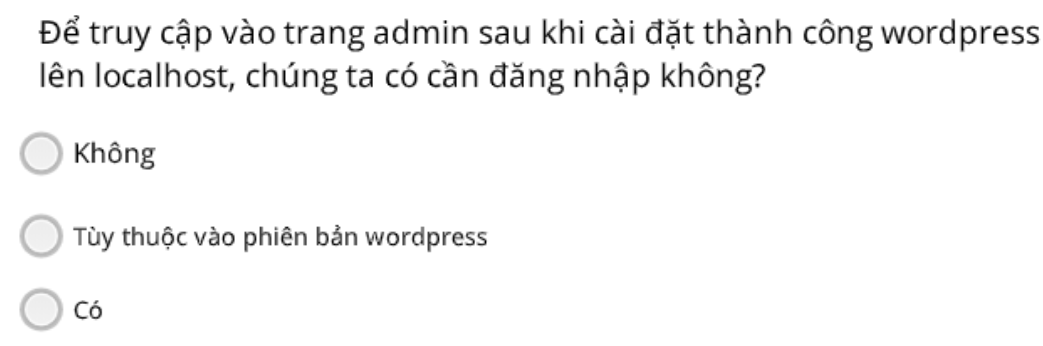 Để truy cập vào trang admin sau khi cài đặt thành công wordpress
lên localhost, chúng ta có cần đăng nhập không?
Không
Tùy thuộc vào phiên bản wordpress
Có